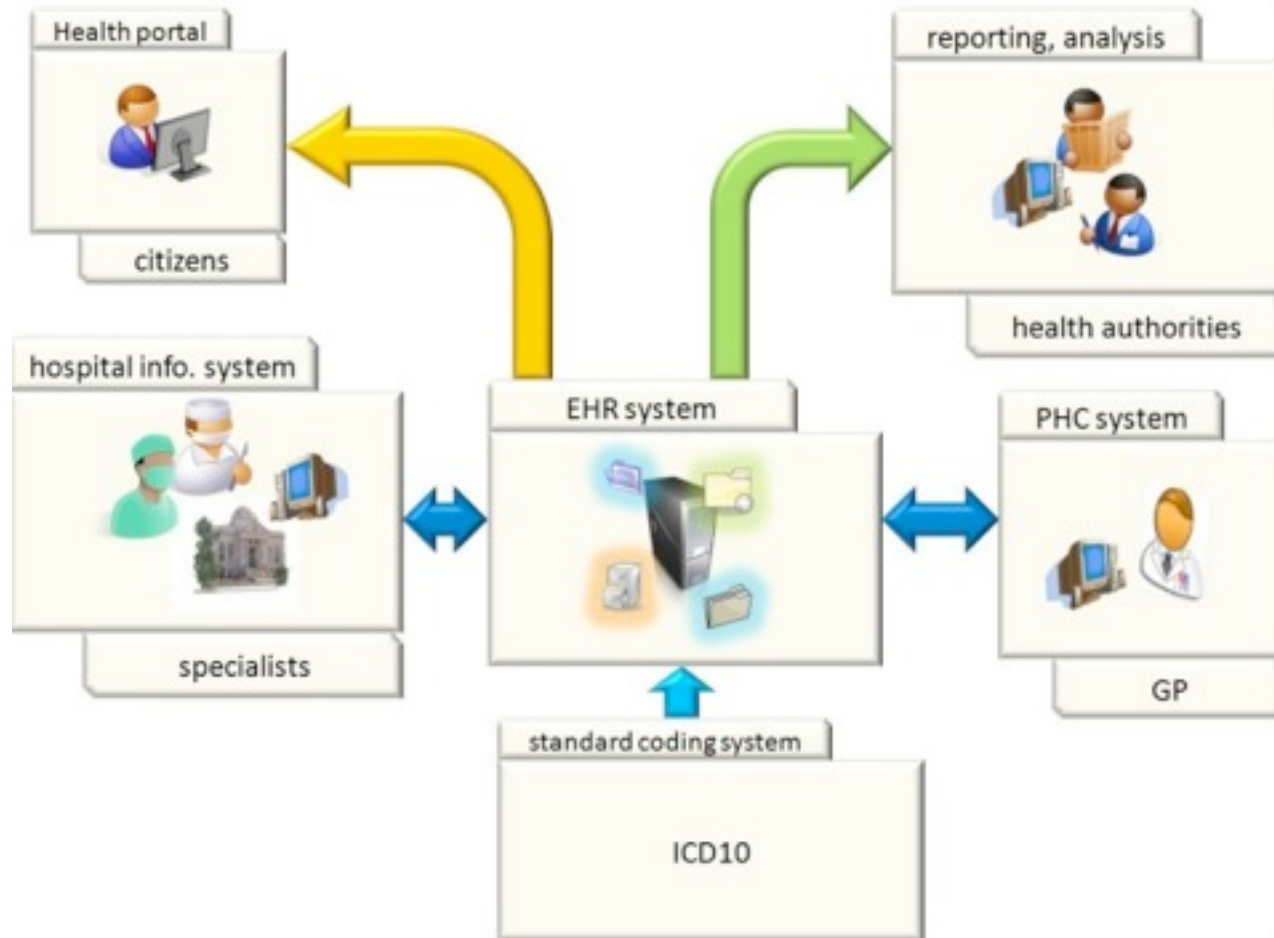 Health portal
citizens
reporting, analysis
health authorities
hospital info. system
specialists
EHR system
PHC system
GP
standard coding system
ICD10